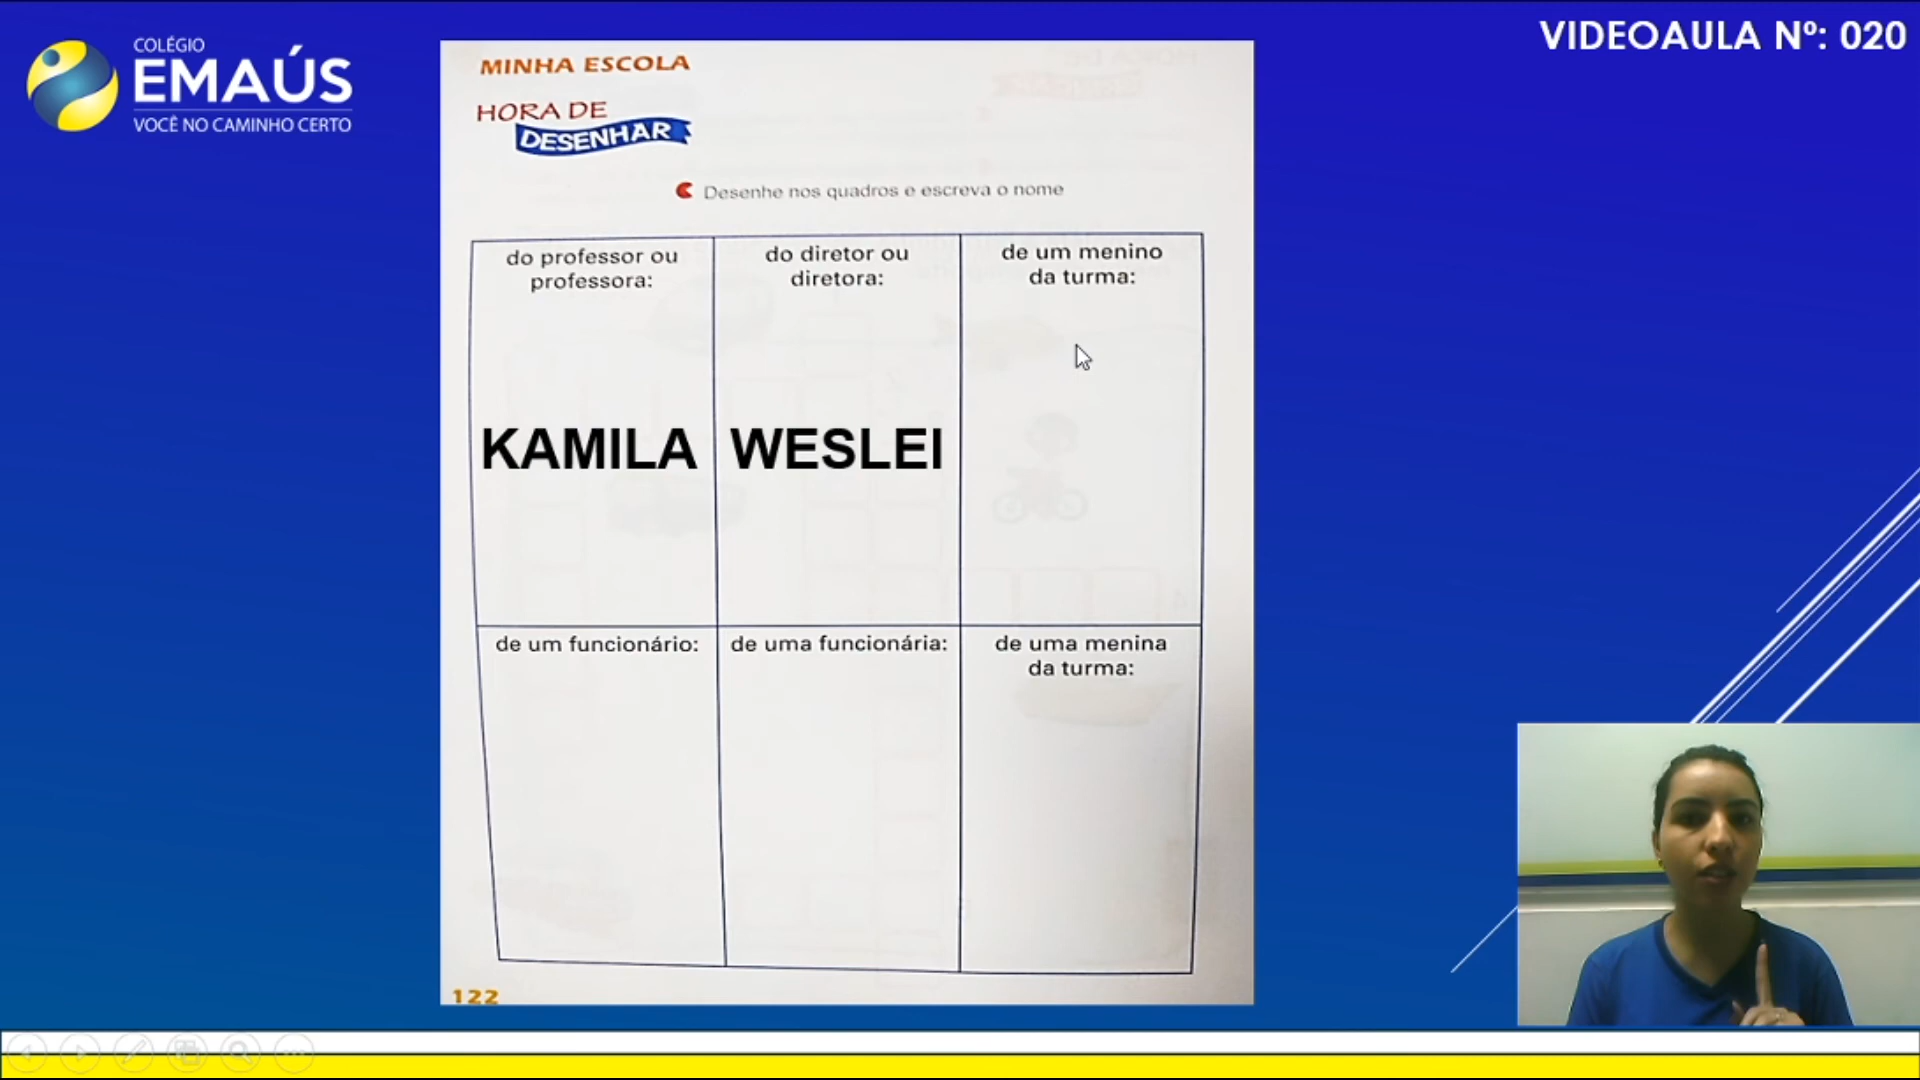 COLÉGIO
EMAÚS
VOCÊ NO CAMINHO CERTO
VIDEOAULA Nº: 020
MINHA ESCOLA
HORA DE
DESENHAR
Desenhe nos quadros e escreva o nome
do professor ou
professora:
KAMILA
do diretor ou
diretora:
WESLEI
de um menino
da turma:
de um funcionário:
de uma funcionária:
de uma menina
da turma:
122